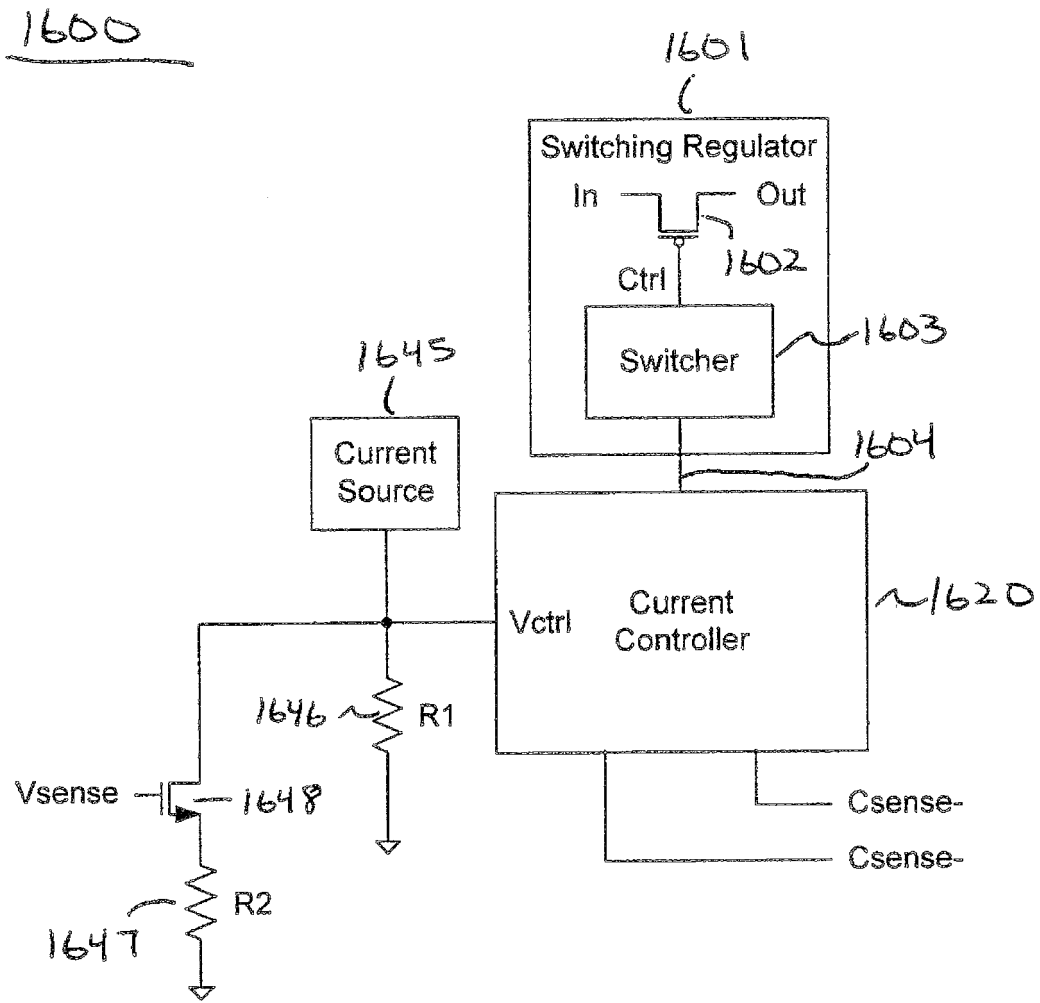 1600
1601
Switching Regulator
In Out
1602
Ctrl
Switcher
1603
1645
Current
Source
1604
Vctrl
Current
Controller
1620
1646
R1
Vsense
1648
Csense-
Csense-
R2
1647